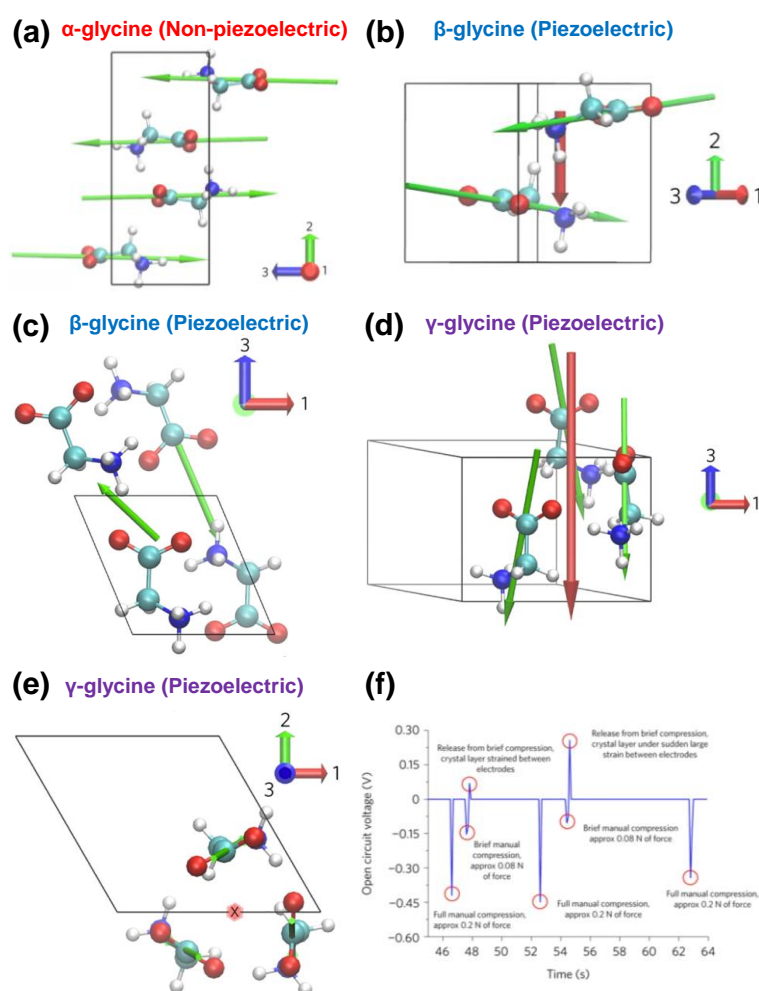 (a) α-glycine (Non-piezoelectric)
2
3
1
(b) β-glycine (Piezoelectric)
2
3
1
(c) β-glycine (Piezoelectric)
3
1
(d) γ-glycine (Piezoelectric)
3
1
(e) γ-glycine (Piezoelectric)
2
3
1
X
(f)
Open circuit voltage (V)
0.30
0.15
0
−0.15
−0.30
−0.45
−0.60
Release from brief compression,
crystal layer strained between
electrodes
Release from brief compression,
crystal layer under sudden large
strain between electrodes
Brief manual
compression,
approx 0.08 N
of force
Brief manual compression
approx 0.08 N of force
Full manual compression,
approx 0.2 N of force
Full manual compression,
approx 0.2 N of force
Full manual
compression, approx
0.2 N of force
46 48 50 52 54 56 58 60 62 64
Time (s)